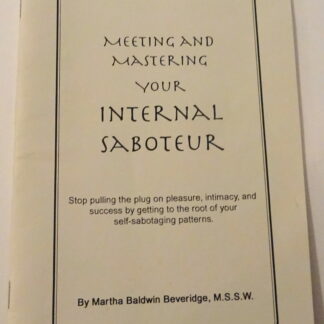 MEETING AND
MASTERING
YOUR
INTERNAL
SABOTEUR
Stop pulling the plug on pleasure, intimacy, and
success by getting to the root of your
self-sabotaging patterns.
By Martha Baldwin Beveridge, M.S.S.W.